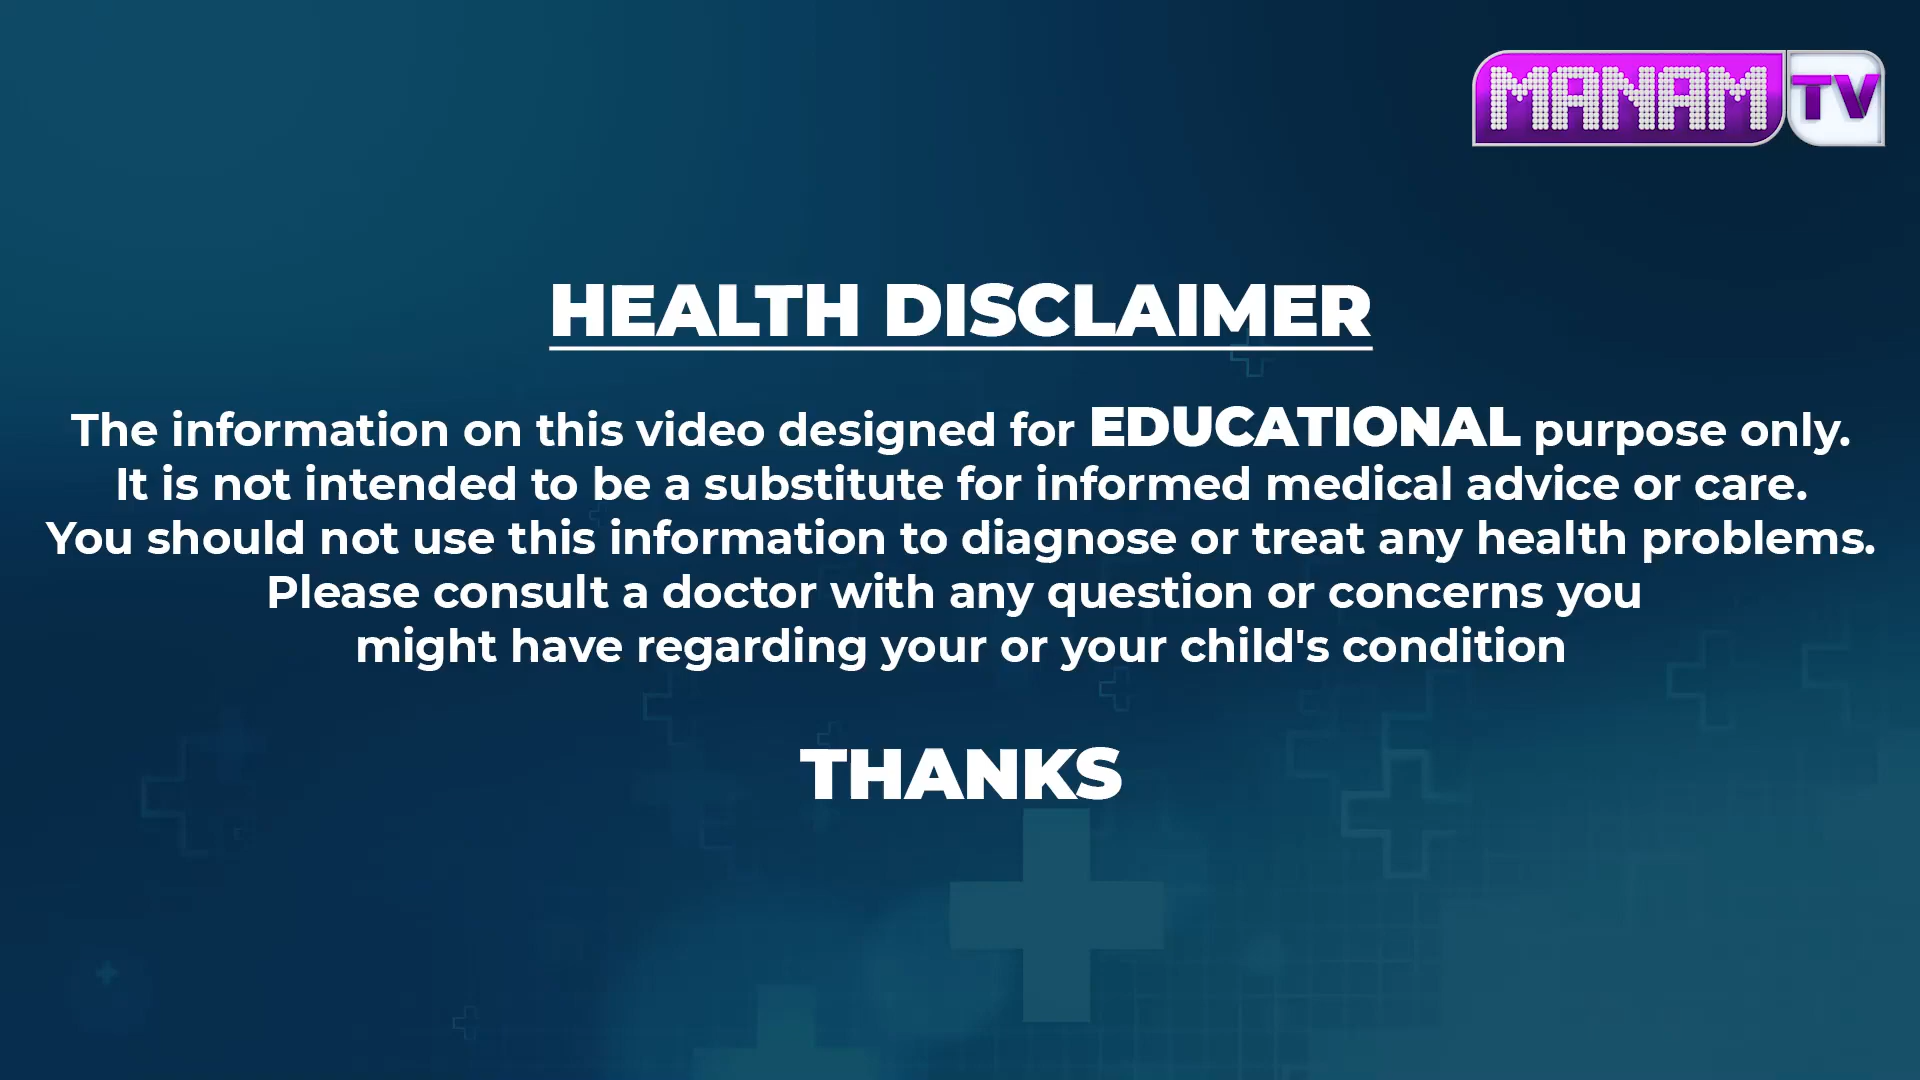 MANAM TV
HEALTH DISCLAIMER
The information on this video designed for EDUCATIONAL purpose only.
It is not intended to be a substitute for informed medical advice or care.
You should not use this information to diagnose or treat any health problems.
Please consult a doctor with any question or concerns you
might have regarding your or your child's condition
THANKS